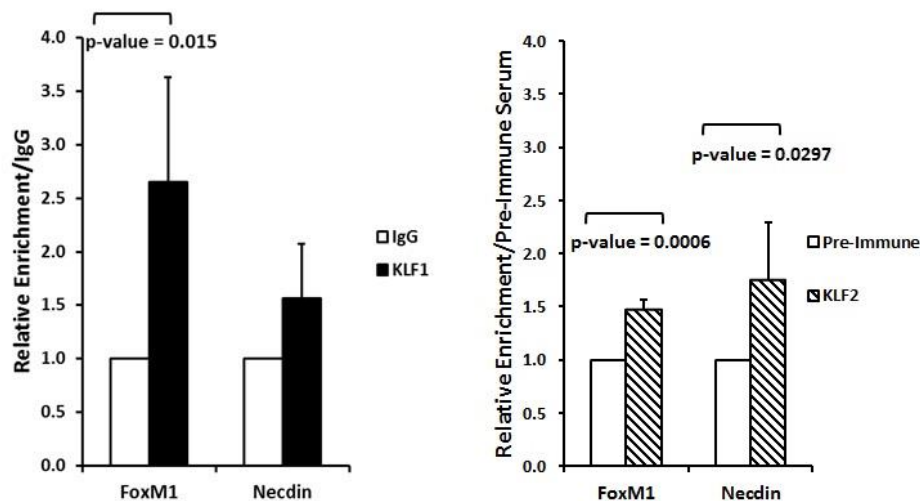 p-value = 0.015
4.0
3.5
3.0
2.5
2.0
1.5
1.0
0.5
0.0
Relative Enrichment/IgG
FoxM1
Necdin
IgG
KLF1
4.0
3.5
3.0
2.5
2.0
1.5
1.0
0.5
0.0
Relative Enrichment/Pre-Immune Serum
p-value = 0.0297
p-value = 0.0006
FoxM1
Necdin
Pre-Immune
KLF2